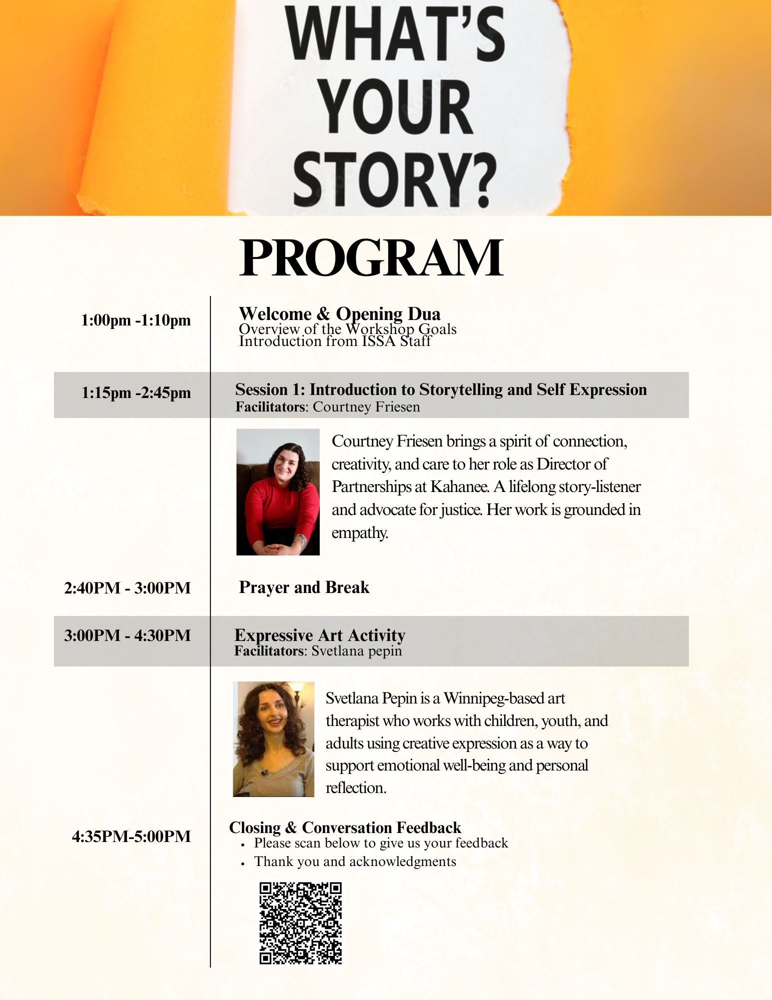 WHAT'S
YOUR
STORY?
PROGRAM
1:00pm -1:10pm
Welcome & Opening Dua
Overview of the Workshop Goals
Introduction from ISSA Staff
1:15pm -2:45pm
Session 1: Introduction to Storytelling and Self Expression
Facilitators: Courtney Friesen
Courtney Friesen brings a spirit of connection,
creativity, and care to her role as Director of
Partnerships at Kahanee. A lifelong story-listener
and advocate for justice. Her work is grounded in
empathy.
2:40PM - 3:00PM
Prayer and Break
3:00PM - 4:30PM
Expressive Art Activity
Facilitators: Svetlana pepin
Svetlana Pepin is a Winnipeg-based art
therapist who works with children, youth, and
adults using creative expression as a way to
support emotional well-being and personal
reflection.
4:35PM-5:00PM
Closing & Conversation Feedback
• Please scan below to give us your feedback
• Thank you and acknowledgments